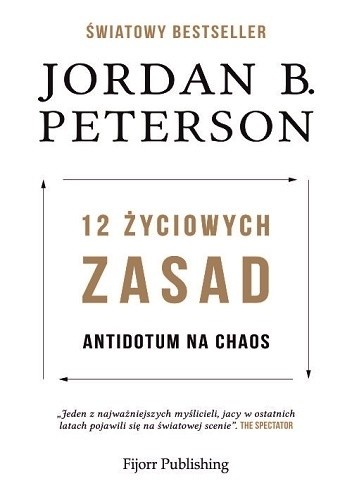 ŚWIATOWY BESTSELLER
JORDAN B.
PETERSON
12 ŻYCIOWYCH
ZASAD
ANTIDOTUM NA CHAOS
„Jeden z najważniejszych myślicieli, jacy w ostatnich
latach pojawili się na światowej scenie”. THE SPECTATOR
Fijorr Publishing